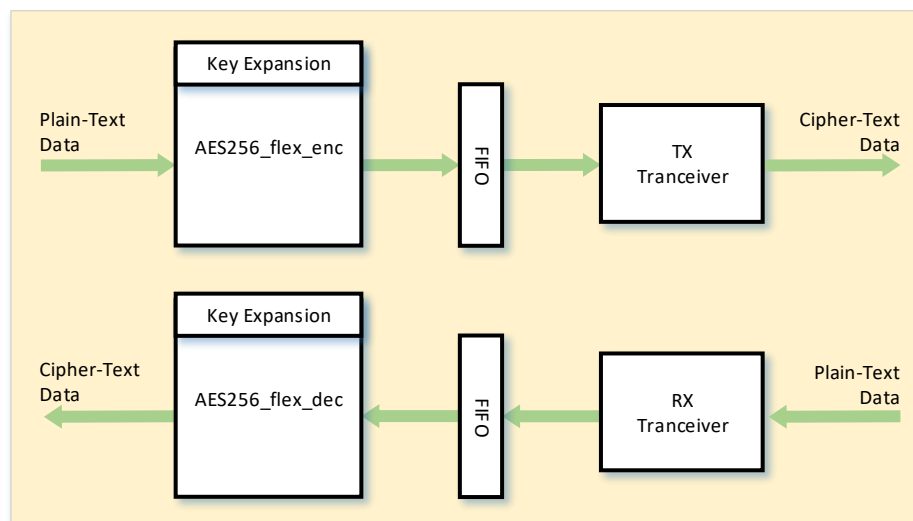 Key Expansion
Plain-Text
Data
AES256_flex_enc
FIFO
TX
Tranceiver
Cipher-Text
Data
Key Expansion
Cipher-Text
Data
AES256_flex_dec
FIFO
RX
Tranceiver
Plain-Text
Data